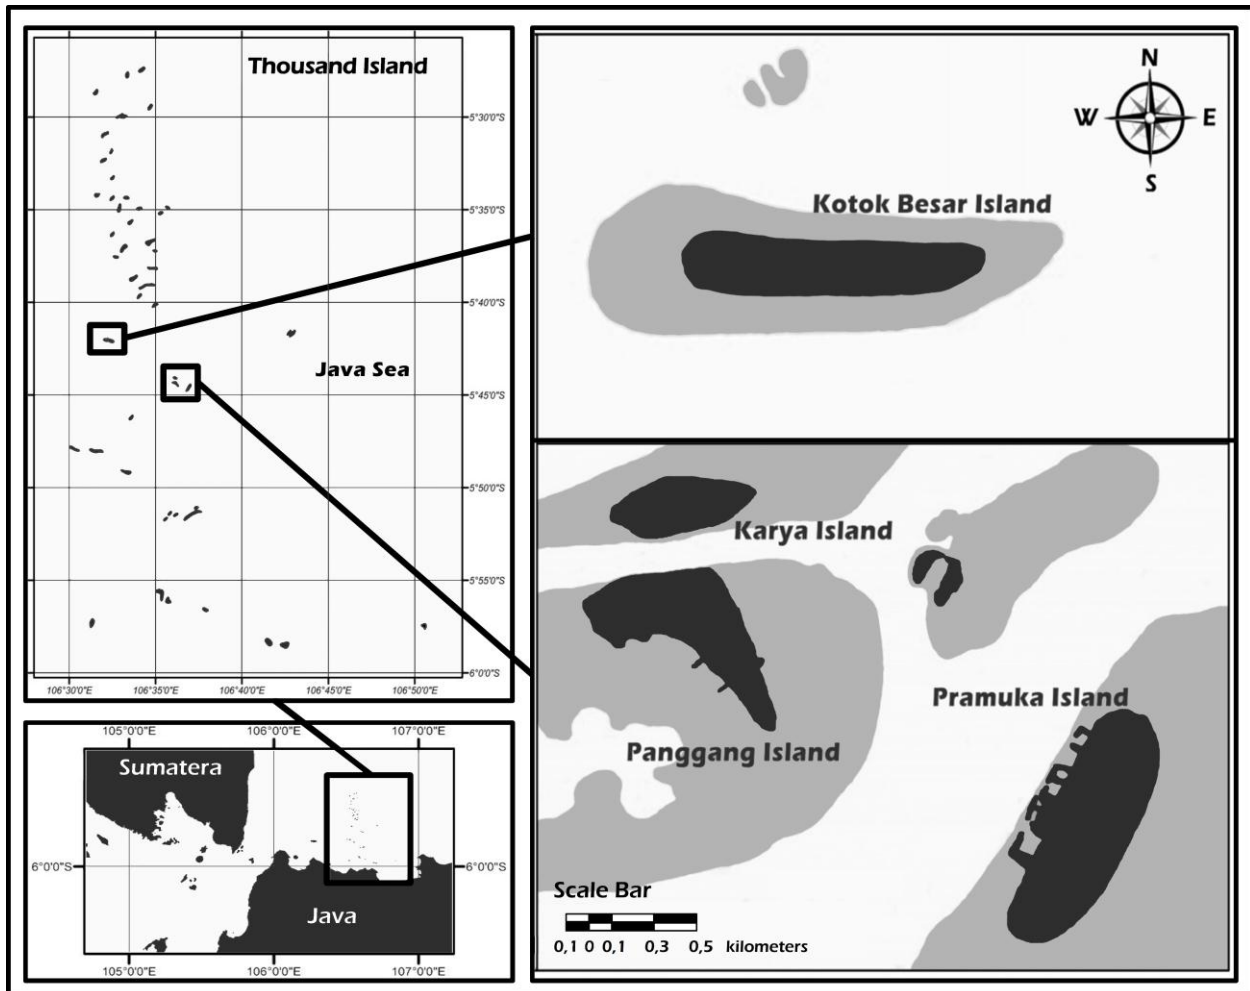 Thousand Island
5°30'0"S
5°35'0"S
5°40'0"S
Java Sea
5°45'0"S
5°50'0"S
5°55'0"S
6°0'0"S
106°30'0"E 106°35'0"E 106°40'0"E 106°45'0"E 106°50'0"E
105°0'0"E 106°0'0"E 107°0'0"E
Sumatera
6°0'0"S 6°0'0"S
Java
105°0'0"E 106°0'0"E 107°0'0"E
N
W E
S
Kotok Besar Island
Karya Island
Pramuka Island
Panggang Island
Scale Bar
0,1 0 0,1 0,3 0,5 kilometers